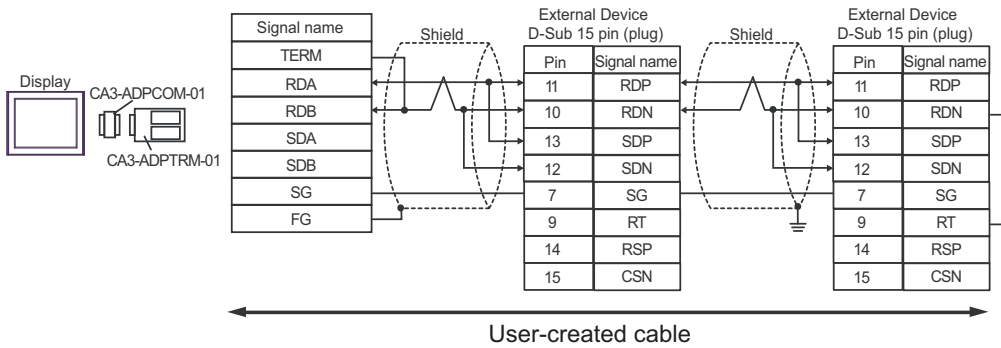 Display
CA3-ADPCOM-01
CA3-ADPTRM-01
Signal name
TERM
RDA
RDB
SDA
SDB
SG
FG
Shield
External Device
D-Sub 15 pin (plug)
Pin Signal name
11 RDP
10 RDN
13 SDP
12 SDN
7 SG
9 RT
14 RSP
15 CSN
Shield
External Device
D-Sub 15 pin (plug)
Pin Signal name
11 RDP
10 RDN
13 SDP
12 SDN
7 SG
9 RT
14 RSP
15 CSN
User-created cable